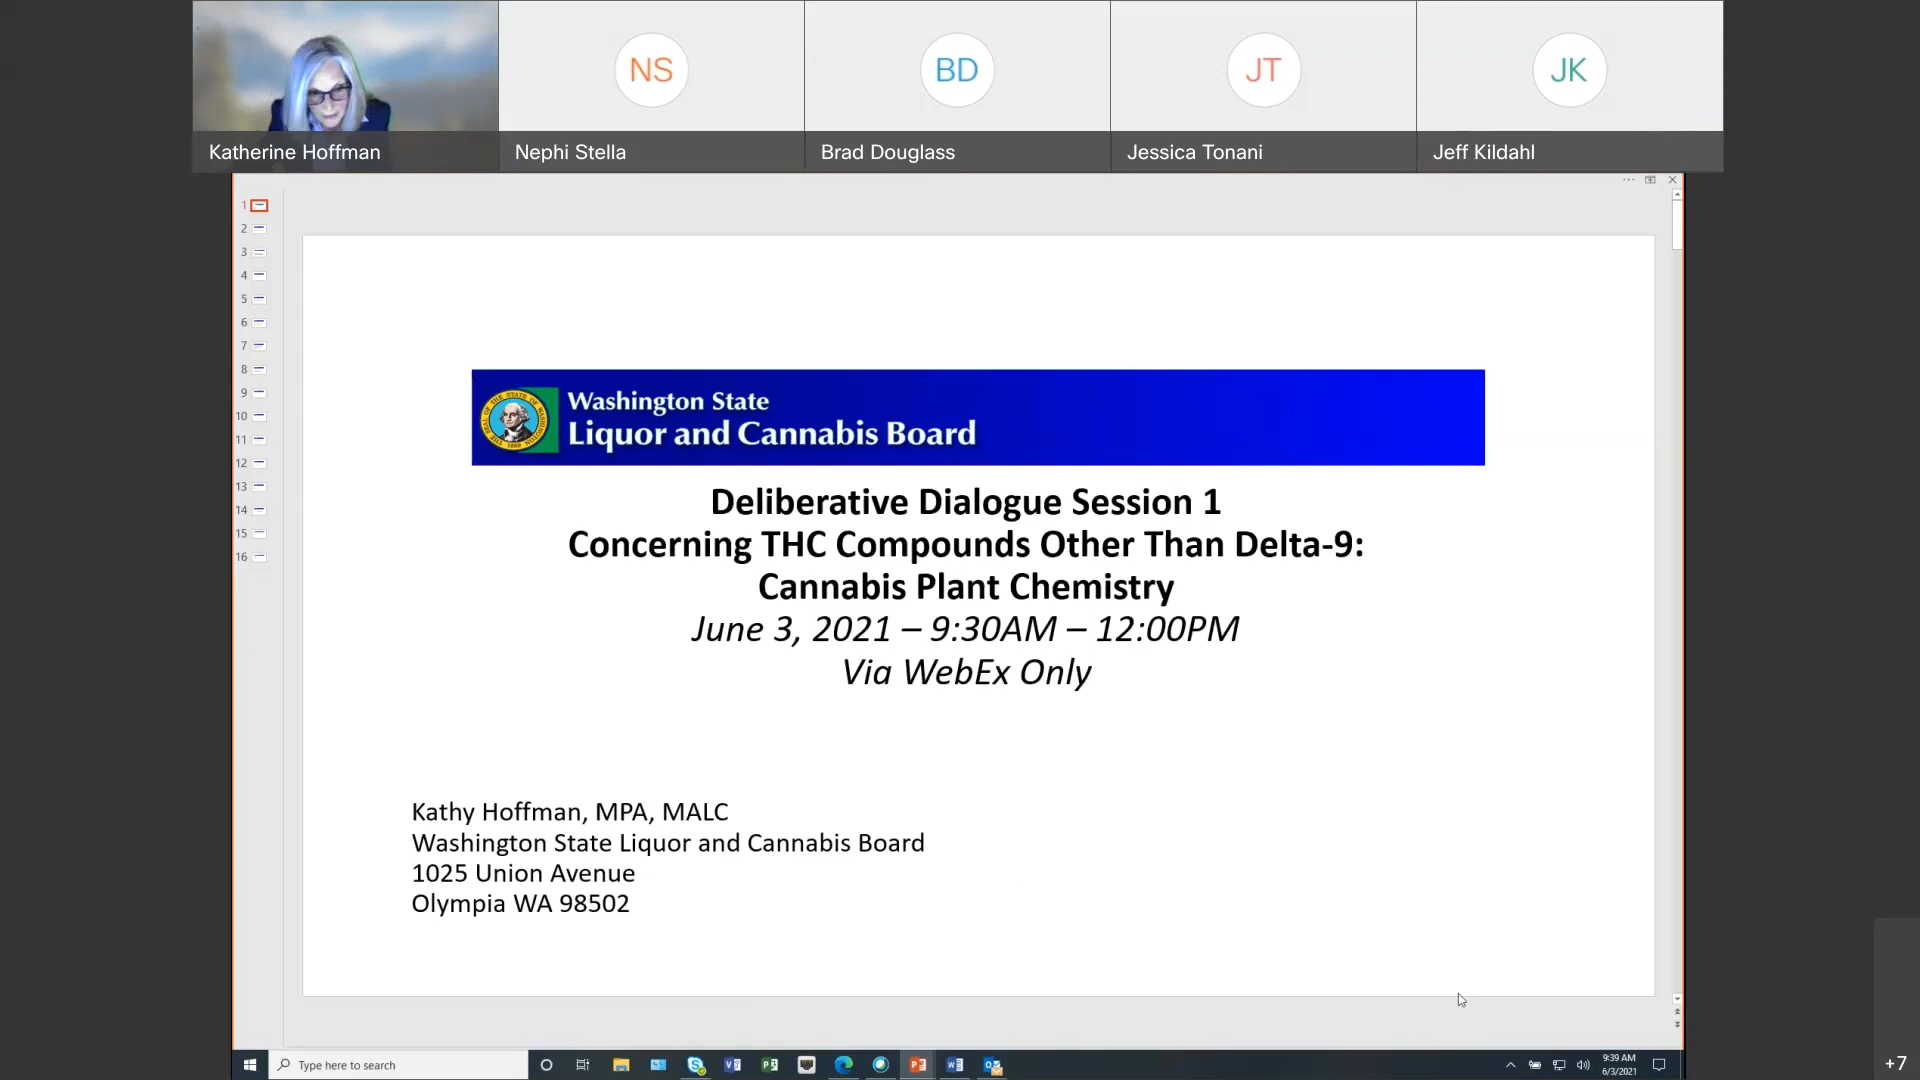 NS
BD
JT
JK
Katherine Hoffman
Nephi Stella
Brad Douglass
Jessica Tonani
Jeff Kildahl
1
2
3
4
5
6
7
8
9
10
11
12
13
14
15
16
Washington State
Liquor and Cannabis Board
Deliberative Dialogue Session 1
Concerning THC Compounds Other Than Delta-9:
Cannabis Plant Chemistry
June 3, 2021 – 9:30AM – 12:00PM
Via WebEx Only
Kathy Hoffman, MPA, MALC
Washington State Liquor and Cannabis Board
1025 Union Avenue
Olympia WA 98502
Type here to search
9:39 AM
6/3/2021
+7